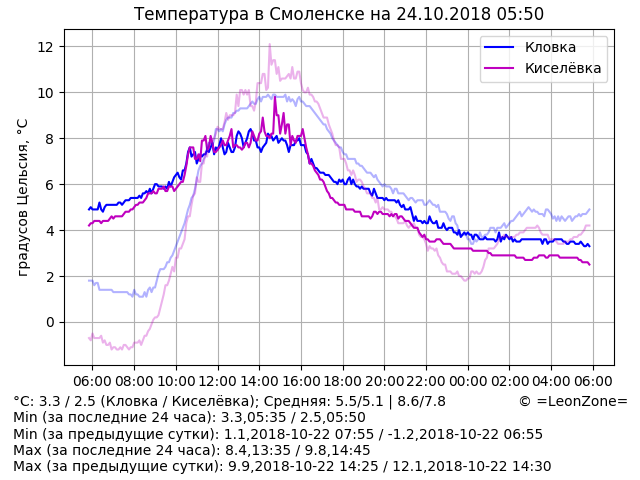 Температура в Смоленске на 24.10.2018 05:50
Кловка
Киселёвка
градусов Цельсия, °C
12
10
8
6
4
2
0
06:00 08:00 10:00 12:00 14:00 16:00 18:00 20:00 22:00 00:00 02:00 04:00 06:00
°C: 3.3 / 2.5 (Кловка / Киселёвка); Средняя: 5.5/5.1 | 8.6/7.8 © =LeonZone=
Min (за последние 24 часа): 3.3,05:35 / 2.5,05:50
Min (за предыдущие сутки): 1.1,2018-10-22 07:55 / -1.2,2018-10-22 06:55
Max (за последние 24 часа): 8.4,13:35 / 9.8,14:45
Max (за предыдущие сутки): 9.9,2018-10-22 14:25 / 12.1,2018-10-22 14:30